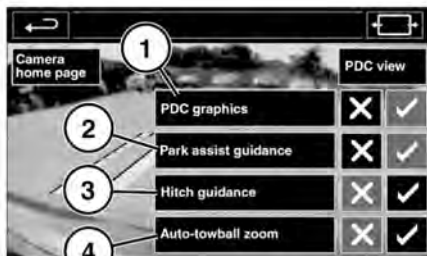 Camera
home page
PDC view
1
PDC graphics
2
Park assist guidance
3
Hitch guidance
4
Auto-towball zoom